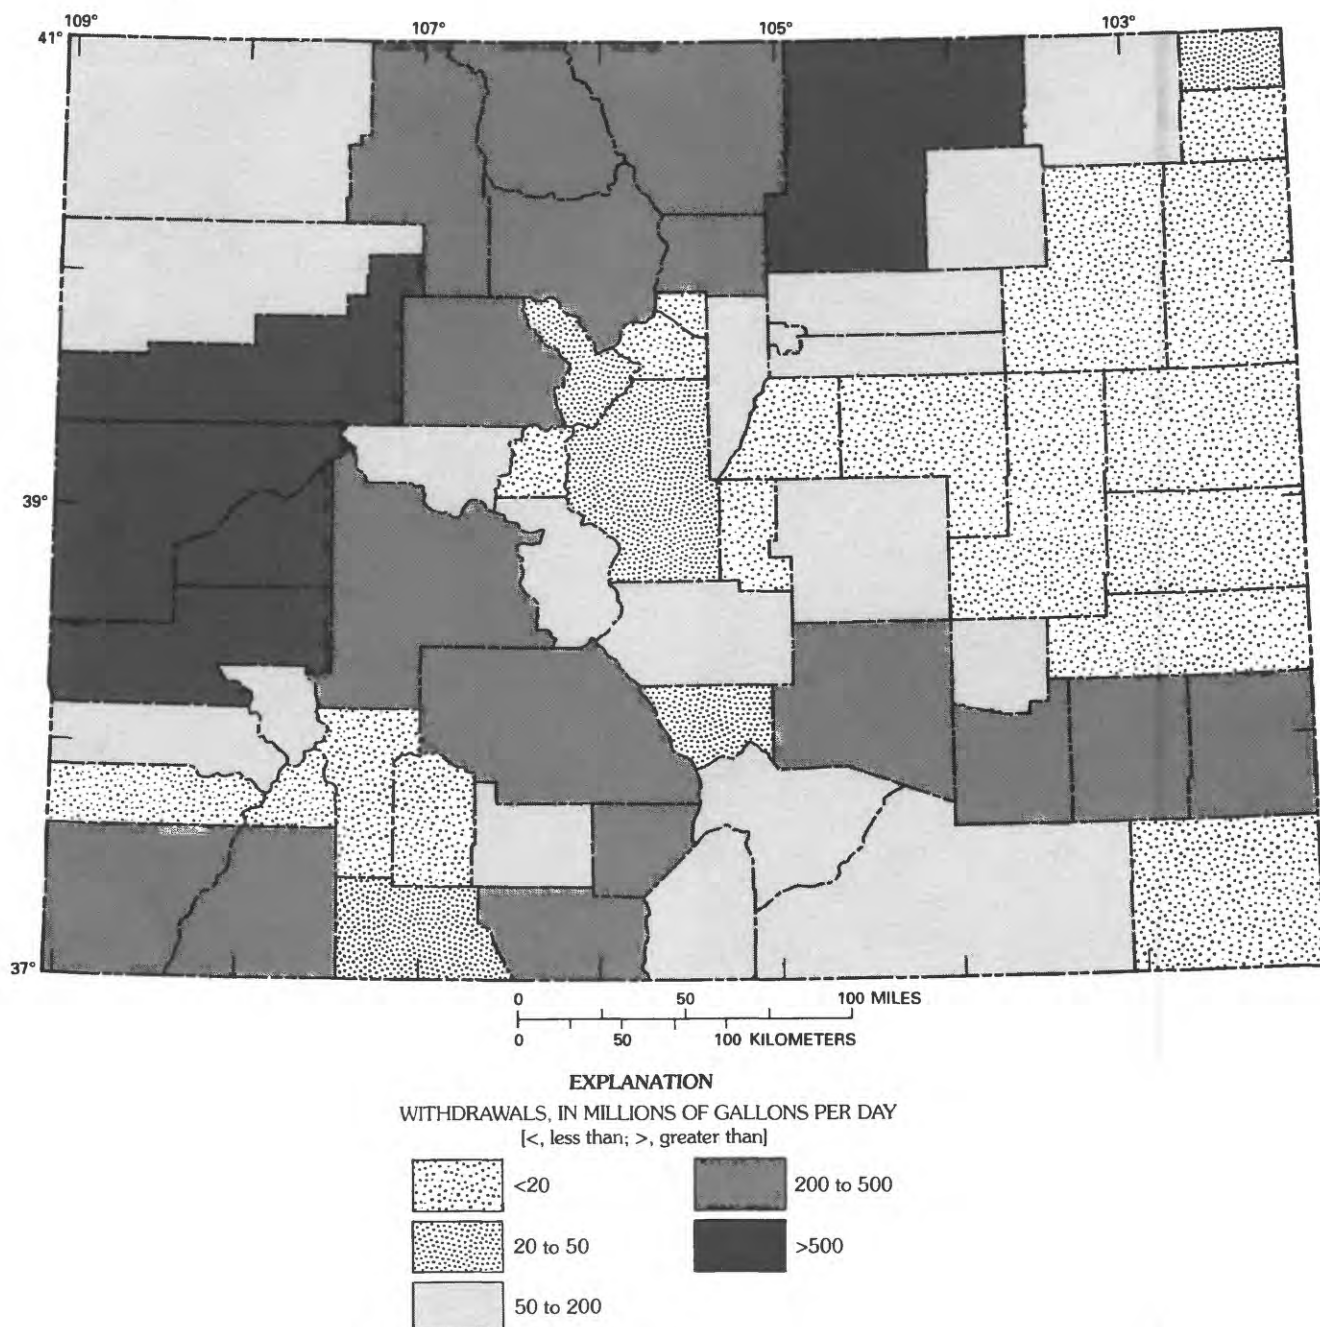 109° 107° 105° 103°
41°
39°
37°
0 50 100 MILES
0 50 100 KILOMETERS
EXPLANATION
WITHDRAWALS, IN MILLIONS OF GALLONS PER DAY
[<, less than; >, greater than]
<20 200 to 500
20 to 50 >500
50 to 200